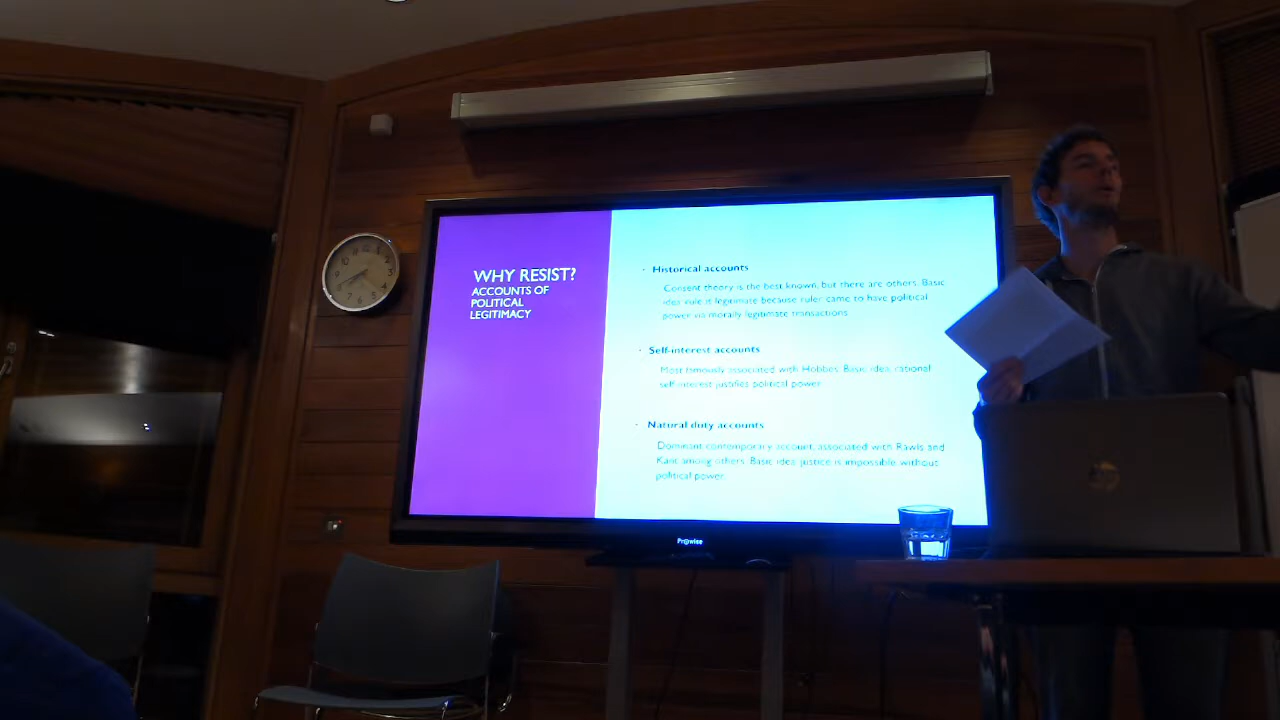 WHY RESIST?
ACCOUNTS OF
POLITICAL
LEGITIMACY
• Historical accounts
Consent theory is the best known, but there are others. Basic
idea: rule it legitimate because ruler came to have political
power via morally legitimate transactions
• Self-interest accounts
Most famously associated with Hobbes. Basic idea: rational
self-interest justifies political power
• Natural duty accounts
Dominant contemporary account, associated with Rawls and
Kant among others. Basic idea: justice is impossible without
political power.
Prowise
hp